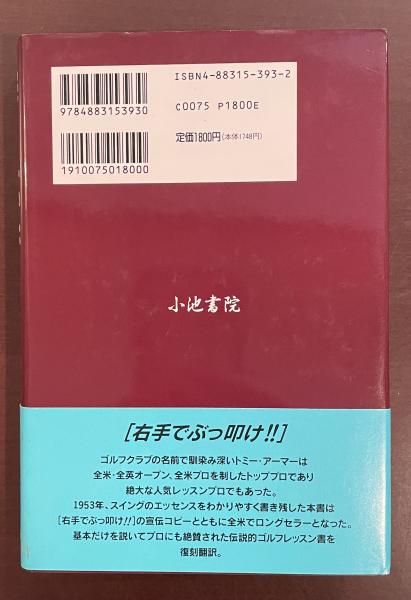 ISBN4-88315-393-2
9784883153930
C0075 P1800E
定価1800円(本体1748円)
1910075018000
小池書院
[右手でぶっ叩け!!]
ゴルフクラブの名前で馴染み深いトミー・アーマーは
全米・全英オープン、全米プロを制したトッププロであり
絶大な人気レッスンプロでもあった。
1953年、スイングのエッセンスをわかりやすく書き残した本書は
[右手でぶっ叩け!!]の宣伝コピーとともに全米でロングセラーとなった。
基本だけを説いてプロにも絶賛された伝説的ゴルフレッスン書を
復刻翻訳。